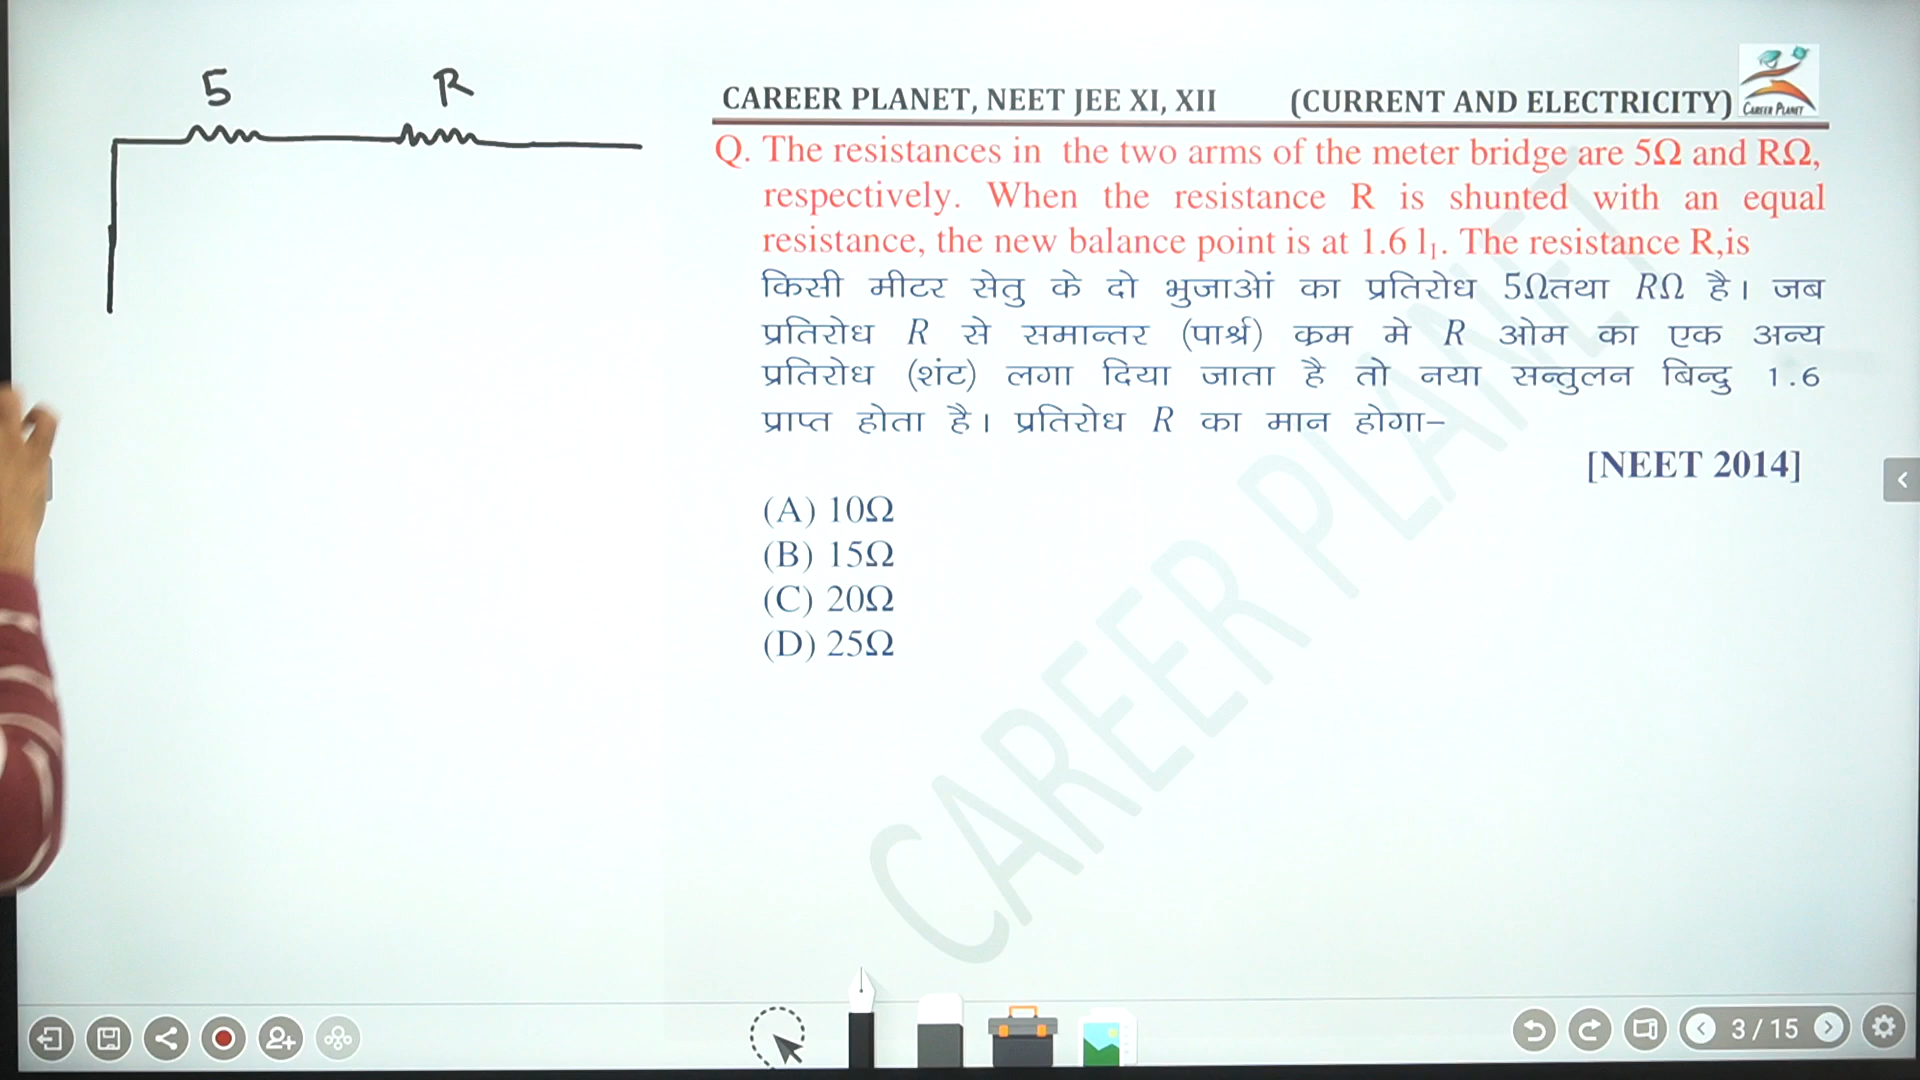 5 R
CAREER PLANET, NEET JEE XI, XII (CURRENT AND ELECTRICITY)
CAREER PLANET
Q. The resistances in the two arms of the meter bridge are 5Ω and RΩ,
respectively. When the resistance R is shunted with an equal
resistance, the new balance point is at 1.6 l₁. The resistance R,is
किसी मीटर सेतु के दो भुजाओं का प्रतिरोध 5Ωतथा RΩ है। जब
प्रतिरोध R से समान्तर (पार्श्र) क्रम मे R ओम का एक अन्य
प्रतिरोध (शंट) लगा दिया जाता है तो नया सन्तुलन बिन्दु 1.6
प्राप्त होता है। प्रतिरोध R का मान होगा–
[NEET 2014]
(A) 10Ω
(B) 15Ω
(C) 20Ω
(D) 25Ω
CAREER PLANET
3 / 15